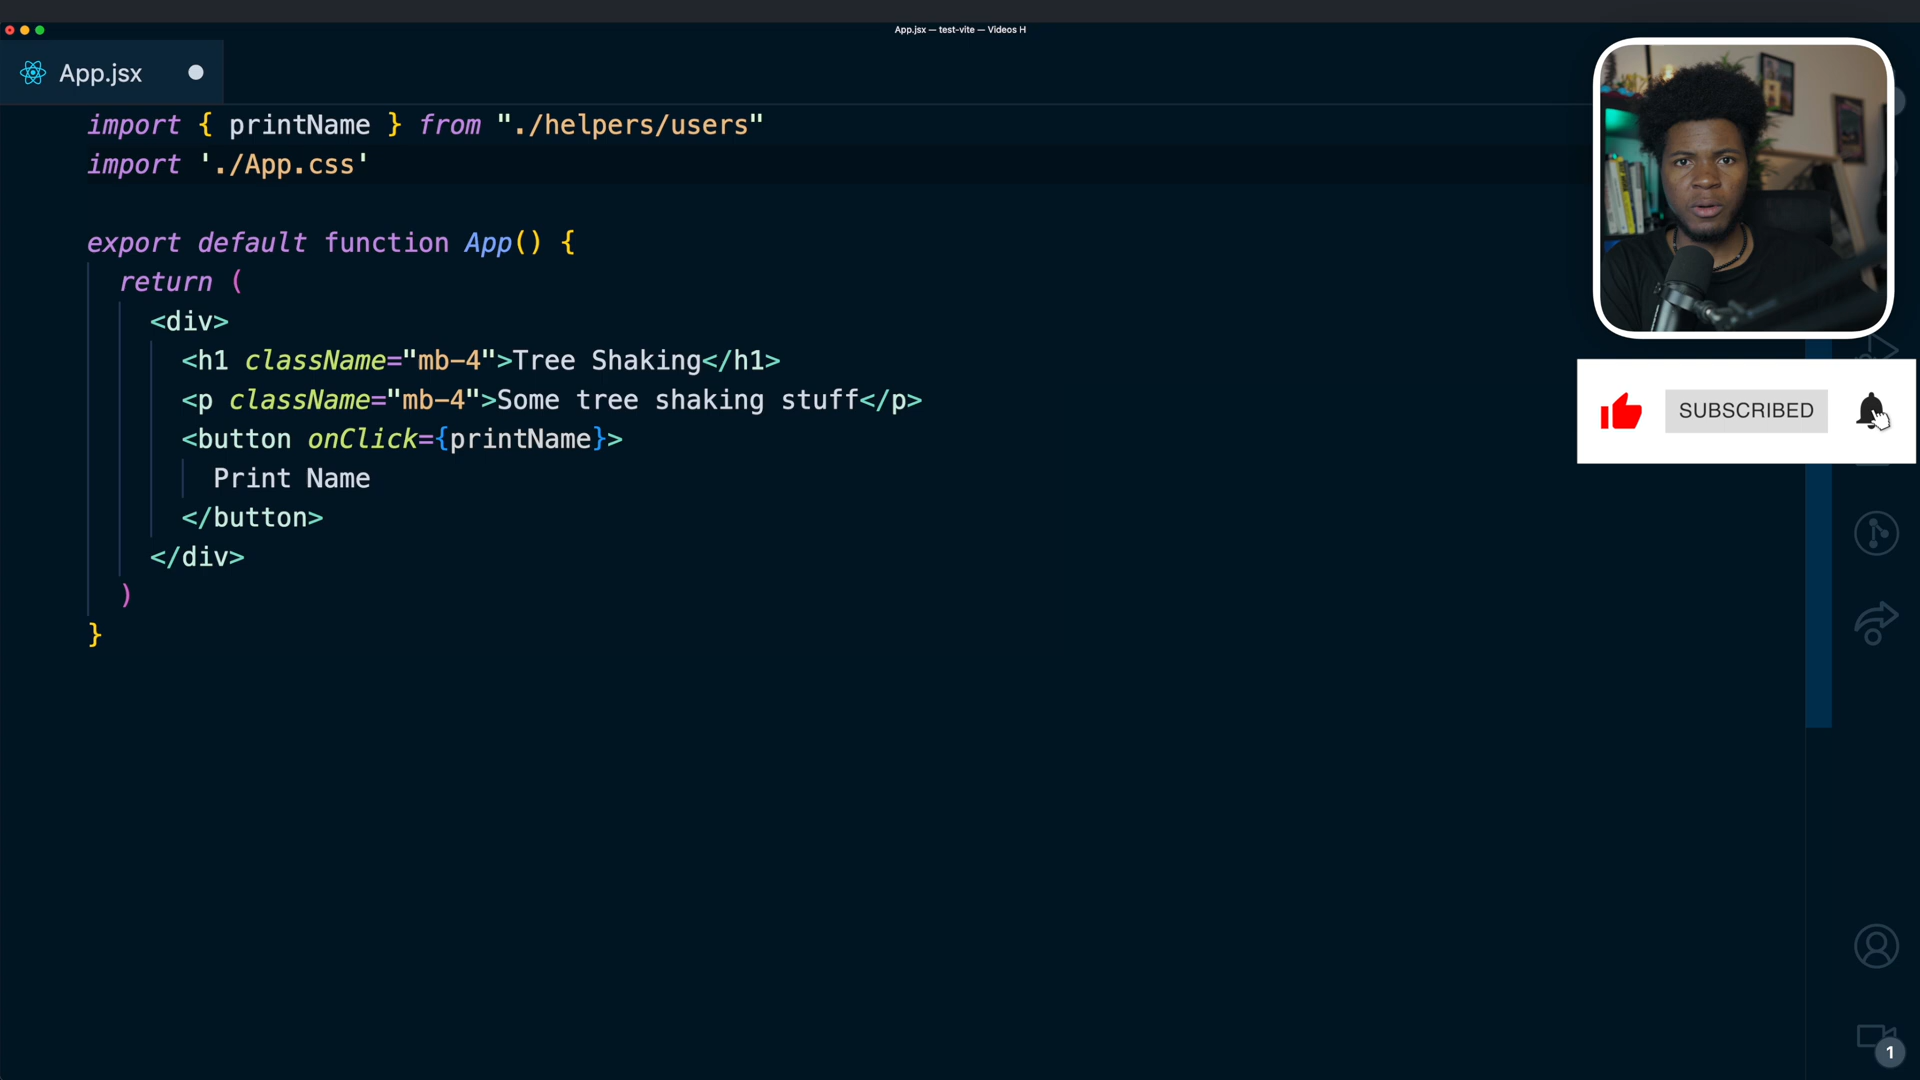 App.jsx — test-vite — Videos H
App.jsx
import { printName } from "./helpers/users"
import './App.css'
export default function App() {
return (
<div>
<h1 className="mb-4">Tree Shaking</h1>
<p className="mb-4">Some tree shaking stuff</p>
<button onClick={printName}>
Print Name
</button>
</div>
)
}
SUBSCRIBED
1